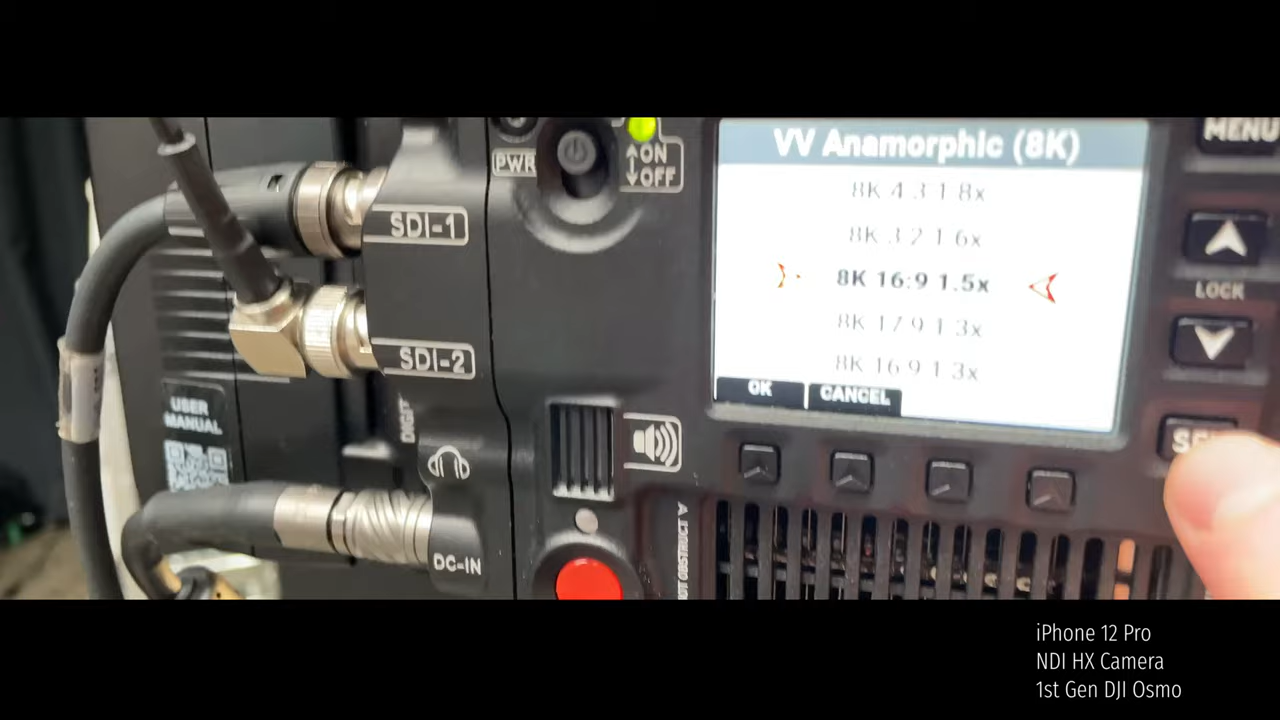 VV Anamorphic (8K)
8K 4:3 1.8x
8K 3:2 1.6x
8K 16:9 1.5x
8K 17:9 1.3x
8K 16:9 1.3x
OK
CANCEL
MENU
LOCK
PWR
ON
OFF
SDI-1
SDI-2
USER
MANUAL
DC-IN
OBSTRUCT
iPhone 12 Pro
NDI HX Camera
1st Gen DJI Osmo